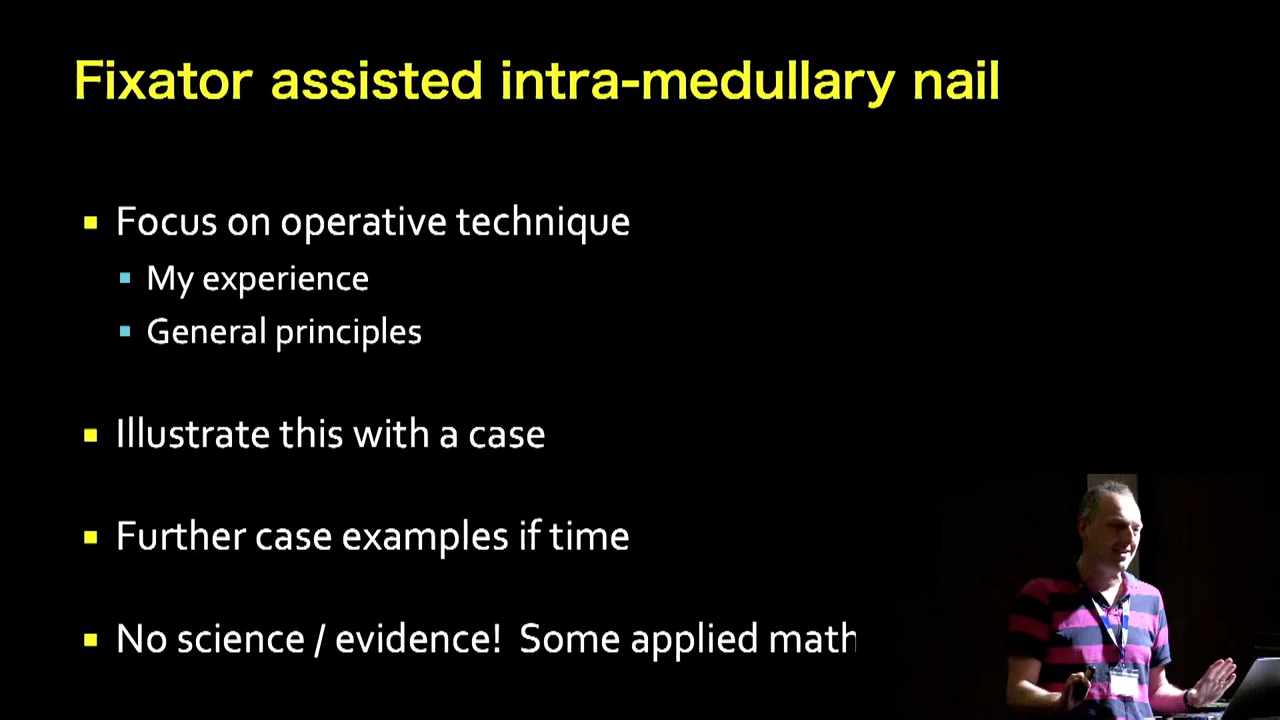 Fixator assisted intra-medullary nail
Focus on operative technique
My experience
General principles
Illustrate this with a case
Further case examples if time
No science / evidence! Some applied math